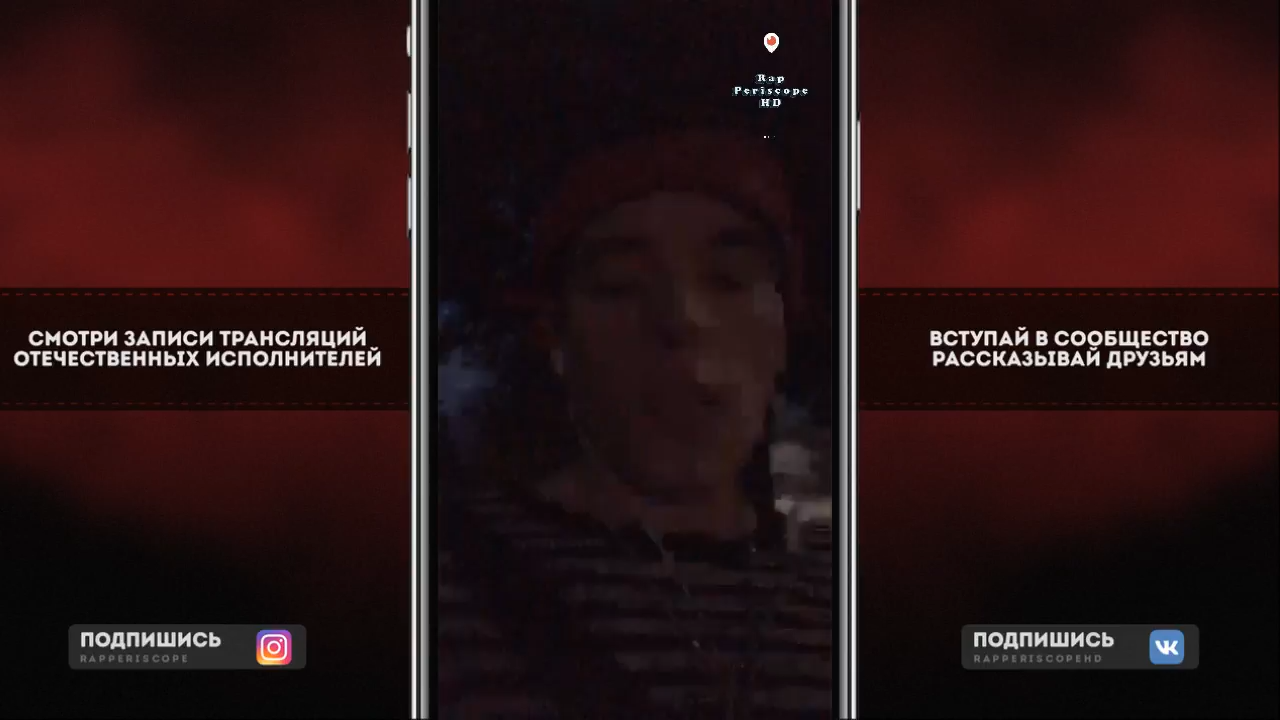 Rap
Periscope
HD
СМОТРИ ЗАПИСИ ТРАНСЛЯЦИЙ
ОТЕЧЕСТВЕННЫХ ИСПОЛНИТЕЛЕЙ
ВСТУПАЙ В СООБЩЕСТВО
РАССКАЗЫВАЙ ДРУЗЬЯМ
ПОДПИШИСЬ
RAPPERISCOPE
ПОДПИШИСЬ
RAPPERISCOPEHD